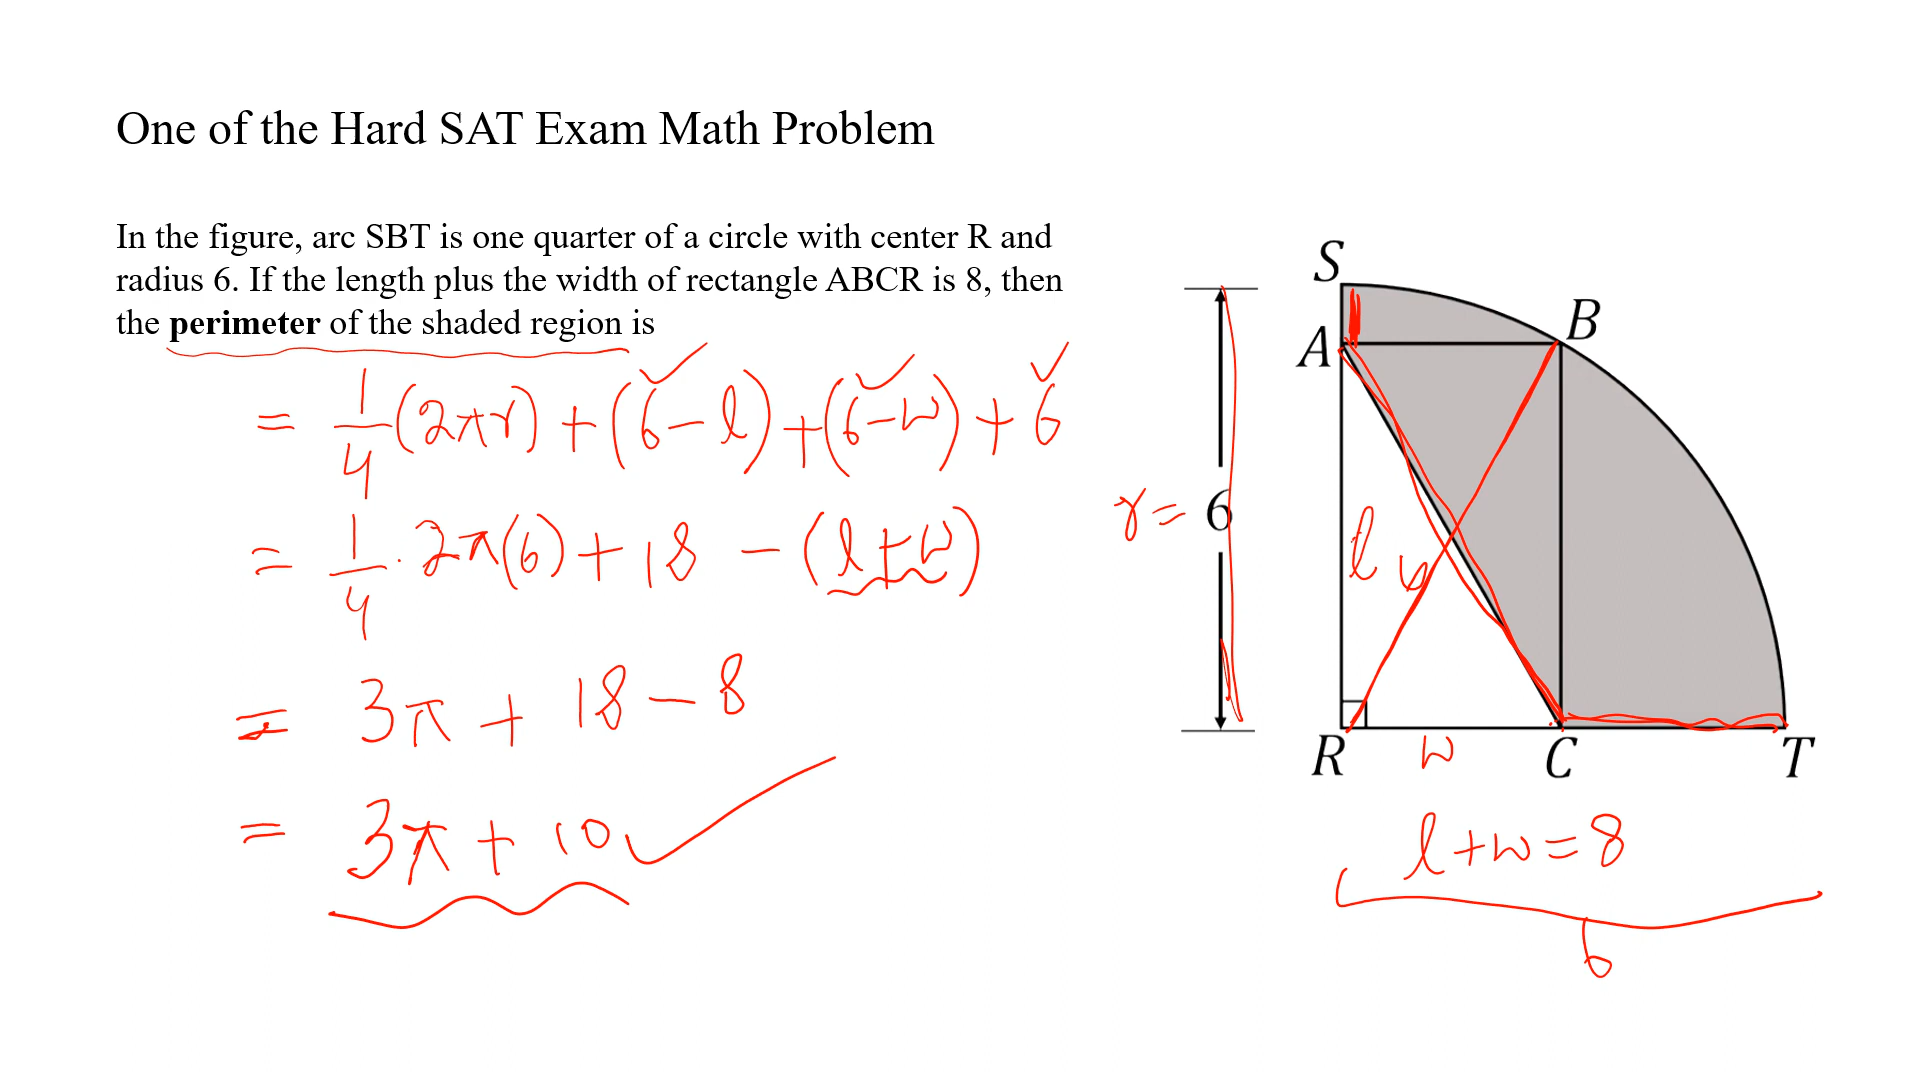 One of the Hard SAT Exam Math Problem
In the figure, arc SBT is one quarter of a circle with center R and
radius 6. If the length plus the width of rectangle ABCR is 8, then
the perimeter of the shaded region is
= 1/4 (2πr) + (6-l) + (6-w) + 6
= 1/4 · 2π(6) + 18 - (l+w)
= 3π + 18 - 8
= 3π + 10
S
B
A
r = 6
l
6
R
w
C
T
l+w=8
6